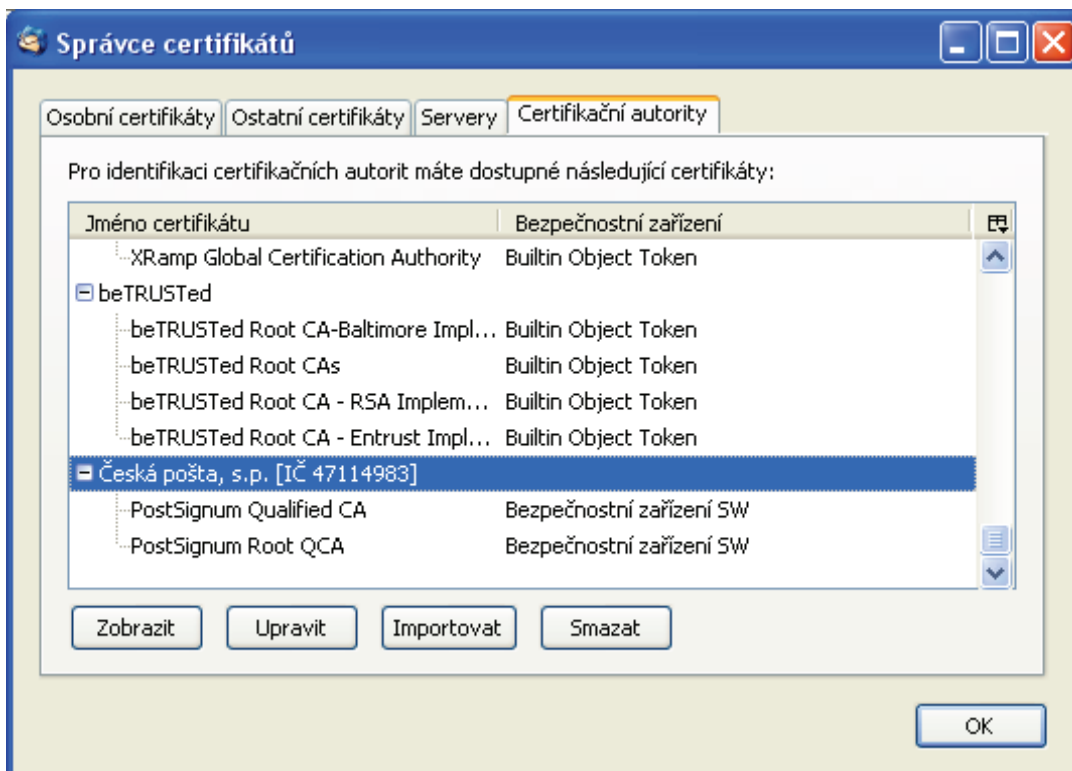 Správce certifikátů
Osobní certifikáty Ostatní certifikáty Servery Certifikační autority
Pro identifikaci certifikačních autorit máte dostupné následující certifikáty:
Jméno certifikátu Bezpečnostní zařízení
XRamp Global Certification Authority Builtin Object Token
beTRUSTed
beTRUSTed Root CA-Baltimore Impl... Builtin Object Token
beTRUSTed Root CAs Builtin Object Token
beTRUSTed Root CA - RSA Implem... Builtin Object Token
beTRUSTed Root CA - Entrust Impl... Builtin Object Token
Česká pošta, s.p. [IČ 47114983]
PostSignum Qualified CA Bezpečnostní zařízení SW
PostSignum Root QCA Bezpečnostní zařízení SW
Zobrazit Upravit Importovat Smazat
OK